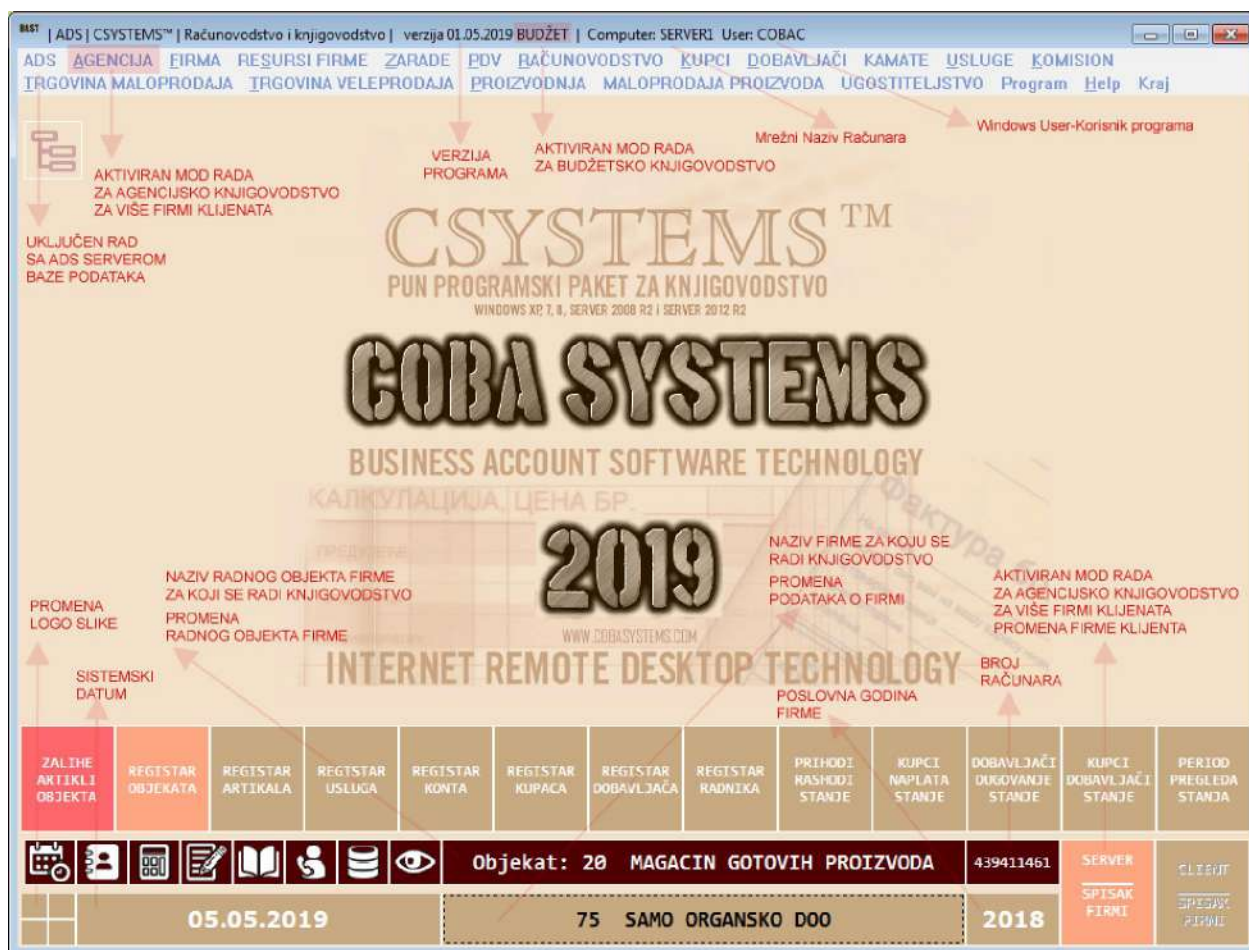 BAST | ADS | CSYSTEMS™ | Računovodstvo i knjigovodstvo | verzija 01.05.2019 BUDŽET | Computer: SERVER1 User: COBAC
ADS AGENCIJA FIRMA RESURSI FIRME ZARADE PDV RAČUNOVODSTVO KUPCI DOBAVLJAČI KAMATE USLUGE KOMISION
TRGOVINA MALOPRODAJA TRGOVINA VELEPRODAJA PROIZVODNJA MALOPRODAJA PROIZVODA UGOSTITELJSTVO Program Help Kraj
AKTIVIRAN MOD RADA
ZA AGENCIJSKO KNJIGOVODSTVO
ZA VIŠE FIRMI KLIJENATA
VERZIJA
PROGRAMA
AKTIVIRAN MOD RADA
ZA BUDŽETSKO KNJIGOVODSTVO
Mrežni Naziv Računara
Windows User-Korisnik programa
UKLJUČEN RAD
SA ADS SERVEROM
BAZE PODATAKA
CSYSTEMS™
PUN PROGRAMSKI PAKET ZA KNJIGOVODSTVO
WINDOWS XP, 7, 8, SERVER 2008 R2 I SERVER 2012 R2
COBA SYSTEMS
BUSINESS ACCOUNT SOFTWARE TECHNOLOGY
КАЛКУЛАЦИЈА ЦЕНА БР.
Фактура
2019
WWW.COBASYSTEMS.COM
INTERNET REMOTE DESKTOP TECHNOLOGY
PROMENA
LOGO SLIKE
NAZIV RADNOG OBJEKTA FIRME
ZA KOJI SE RADI KNJIGOVODSTVO
PROMENA
RADNOG OBJEKTA FIRME
SISTEMSKI
DATUM
NAZIV FIRME ZA KOJU SE
RADI KNJIGOVODSTVO
PROMENA
PODATAKA O FIRMI
AKTIVIRAN MOD RADA
ZA AGENCIJSKO KNJIGOVODSTVO
ZA VIŠE FIRMI KLIJENATA
PROMENA FIRME KLIJENTA
POSLOVNA GODINA
FIRME
BROJ
RAČUNARA
ZALIHE
ARTIKLI
OBJEKTA
REGISTAR
OBJEKATA
REGISTAR
ARTIKALA
REGISTAR
USLUGA
REGISTAR
KONTA
REGISTAR
KUPACA
REGISTAR
DOBAVLJAČA
REGISTAR
RADNIKA
PRIHODI
RASHODI
STANJE
KUPCI
NAPLATA
STANJE
DOBAVLJAČI
DUGOVANJE
STANJE
KUPCI
DOBAVLJAČI
STANJE
PERIOD
PREGLEDA
STANJA
Objekat: 20 MAGACIN GOTOVIH PROIZVODA
439411461
SERVER
SPISAK
FIRMI
CLIENT
SPISAK
FIRMI
05.05.2019
75 SAMO ORGANSKO DOO
2018